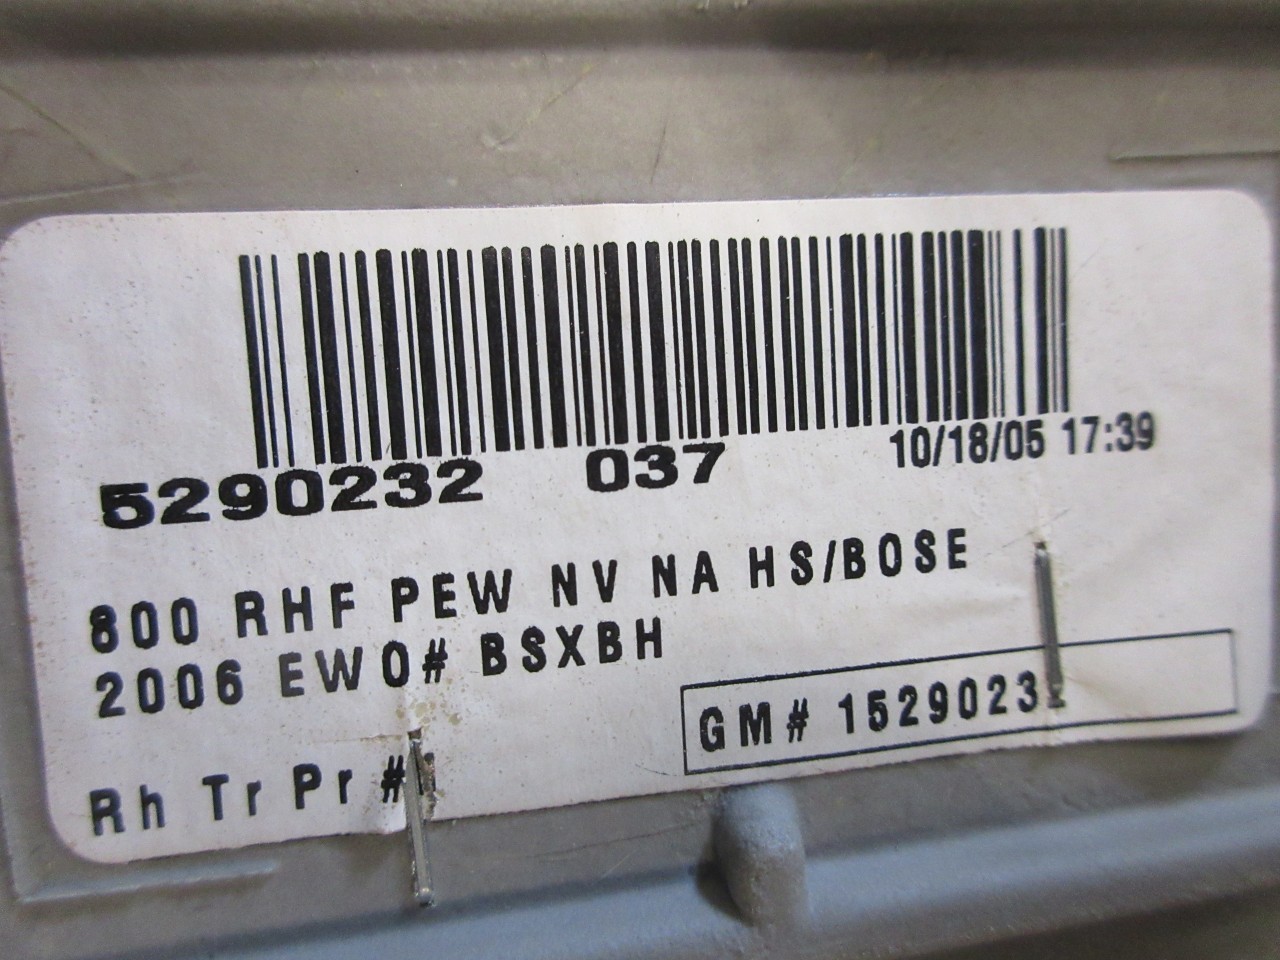 5290232 037 10/18/05 17:39
800 RHF PEW NV NA HS/BOSE
2006 EWO# BSXBH
GM# 15290232
Rh Tr Pr #